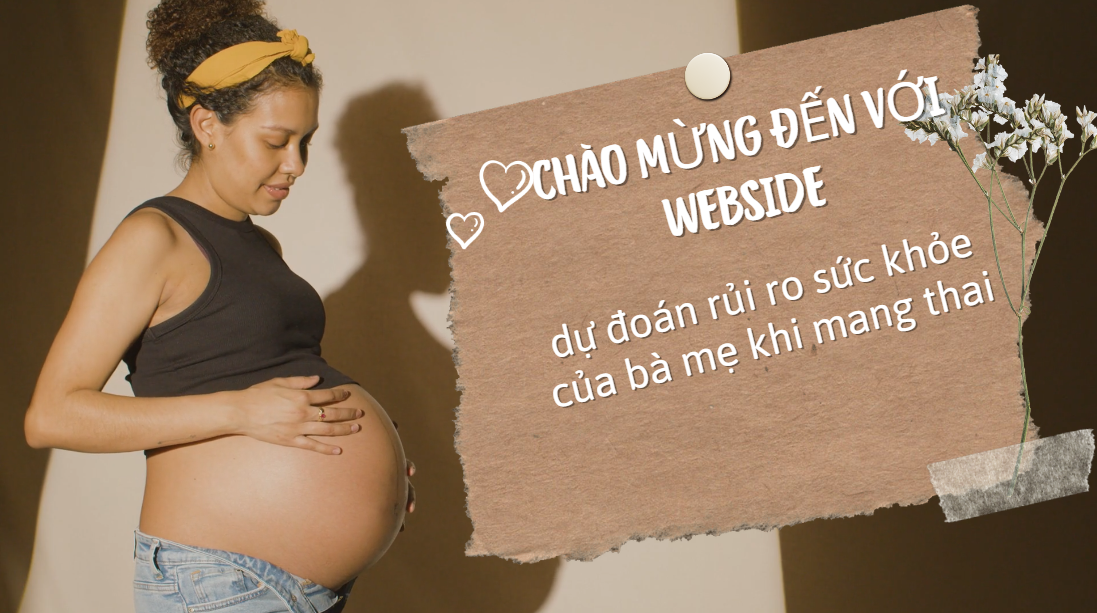 CHÀO MỪNG ĐẾN VỚI
WEBSIDE
dự đoán rủi ro sức khỏe
của bà mẹ khi mang thai